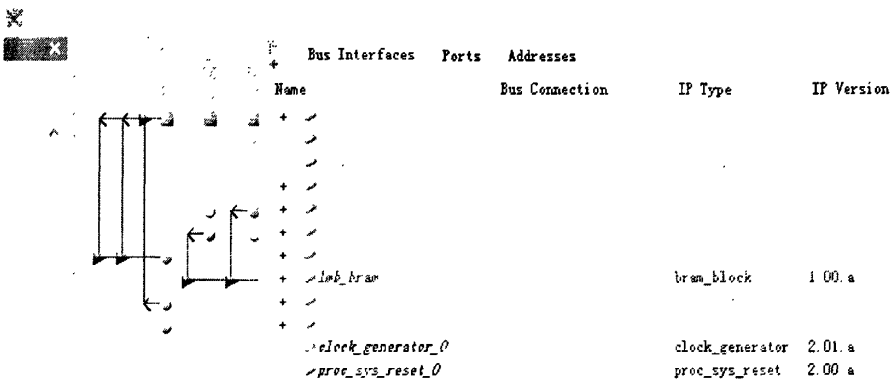 Bus Interfaces Ports Addresses
Name Bus Connection IP Type IP Version
lmb_bram bram_block 1.00.a
clock_generator_0 clock_generator 2.01.a
proc_sys_reset_0 proc_sys_reset 2.00.a